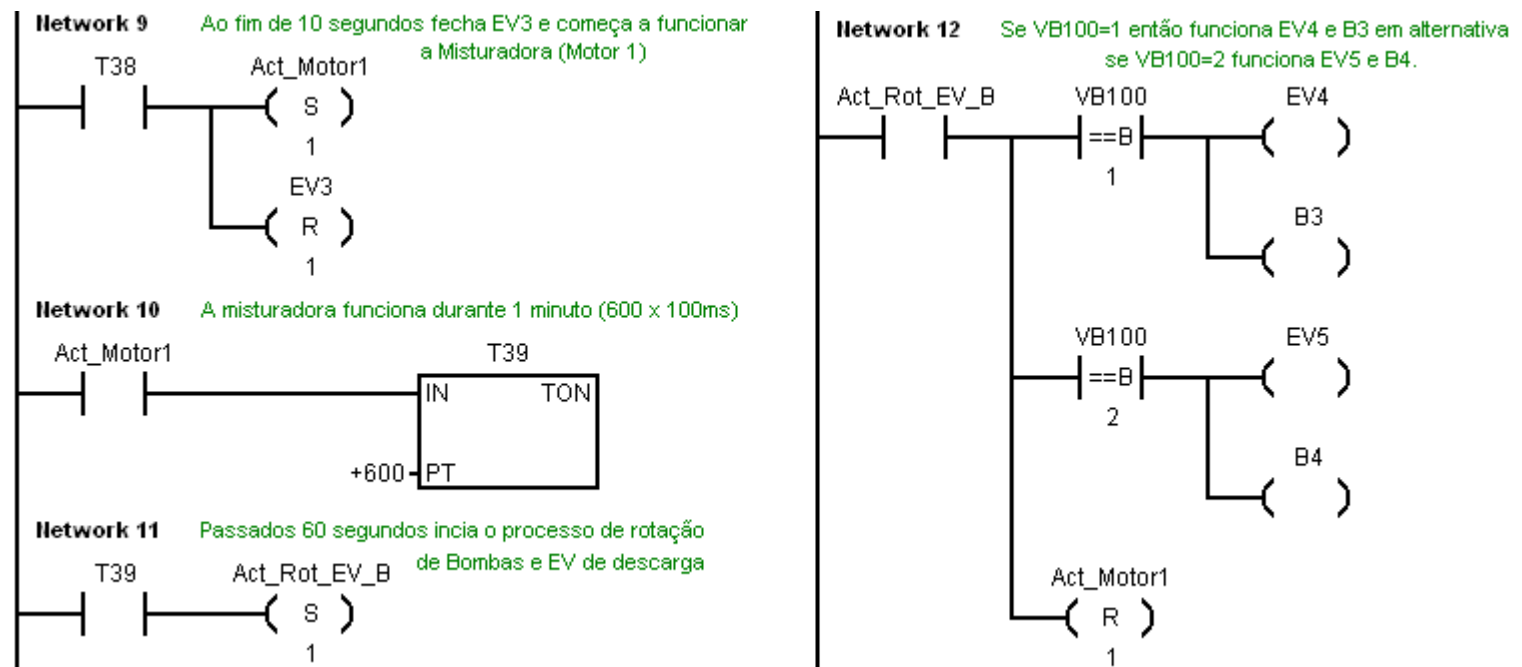 Network 9 Ao fim de 10 segundos fecha EV3 e começa a funcionar
a Misturadora (Motor 1)
T38 Act_Motor1
S
1
EV3
R
1
Network 10 A misturadora funciona durante 1 minuto (600 x 100ms)
Act_Motor1 T39
IN TON
+600 PT
Network 11 Passados 60 segundos incia o processo de rotação
de Bombas e EV de descarga
T39 Act_Rot_EV_B
S
1
Network 12 Se VB100=1 então funciona EV4 e B3 em alternativa
se VB100=2 funciona EV5 e B4.
Act_Rot_EV_B VB100 EV4
==B
1
B3
VB100 EV5
==B
2
B4
Act_Motor1
R
1